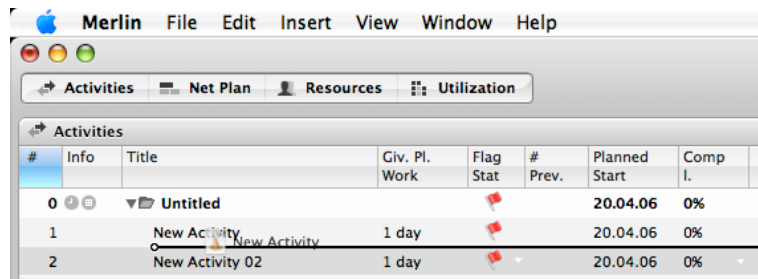 Merlin File Edit Insert View Window Help
Activities Net Plan Resources Utilization
Activities
# Info Title Giv. Pl. Work Flag Stat # Prev. Planned Start Comp l.
0 Untitled 20.04.06 0%
1 New Activity 1 day 20.04.06 0%
New Activity
2 New Activity 02 1 day 20.04.06 0%